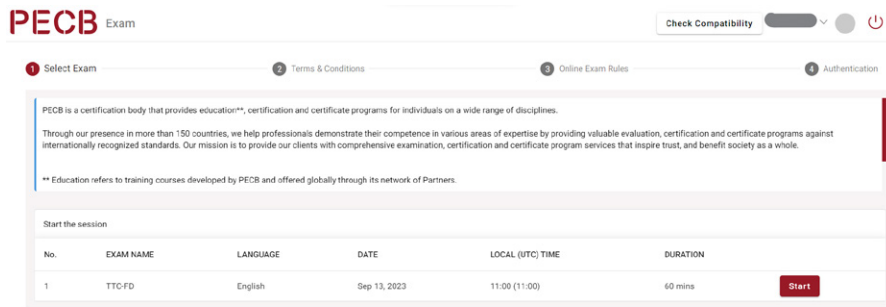 PECB Exam Check Compatibility
1 Select Exam 2 Terms & Conditions 3 Online Exam Rules 4 Authentication
PECB is a certification body that provides education**, certification and certificate programs for individuals on a wide range of disciplines.
Through our presence in more than 150 countries, we help professionals demonstrate their competence in various areas of expertise by providing valuable evaluation, certification and certificate programs against
internationally recognized standards. Our mission is to provide our clients with comprehensive examination, certification and certificate program services that inspire trust, and benefit society as a whole.
** Education refers to training courses developed by PECB and offered globally through its network of Partners.
Start the session
No. EXAM NAME LANGUAGE DATE LOCAL (UTC) TIME DURATION
1 TTC-FD English Sep 13, 2023 11:00 (11:00) 60 mins Start